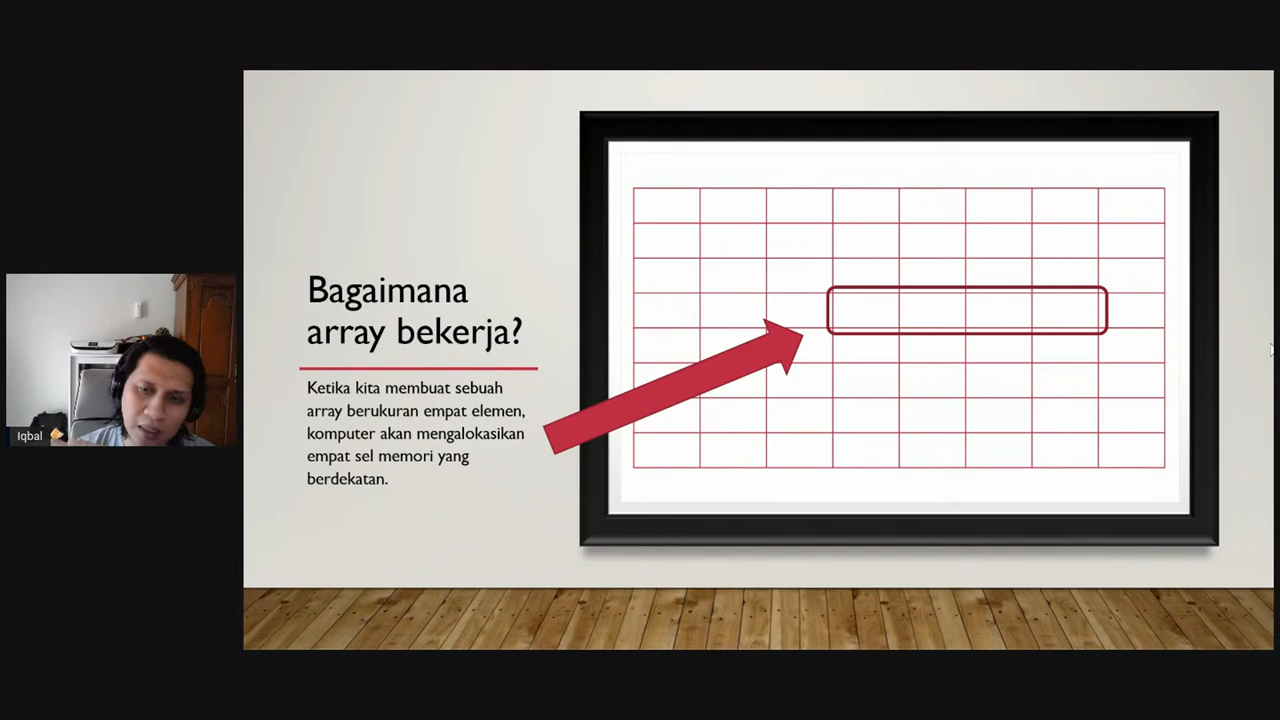 Bagaimana
array bekerja?
Ketika kita membuat sebuah
array berukuran empat elemen,
komputer akan mengalokasikan
empat sel memori yang
berdekatan.
Iqbal